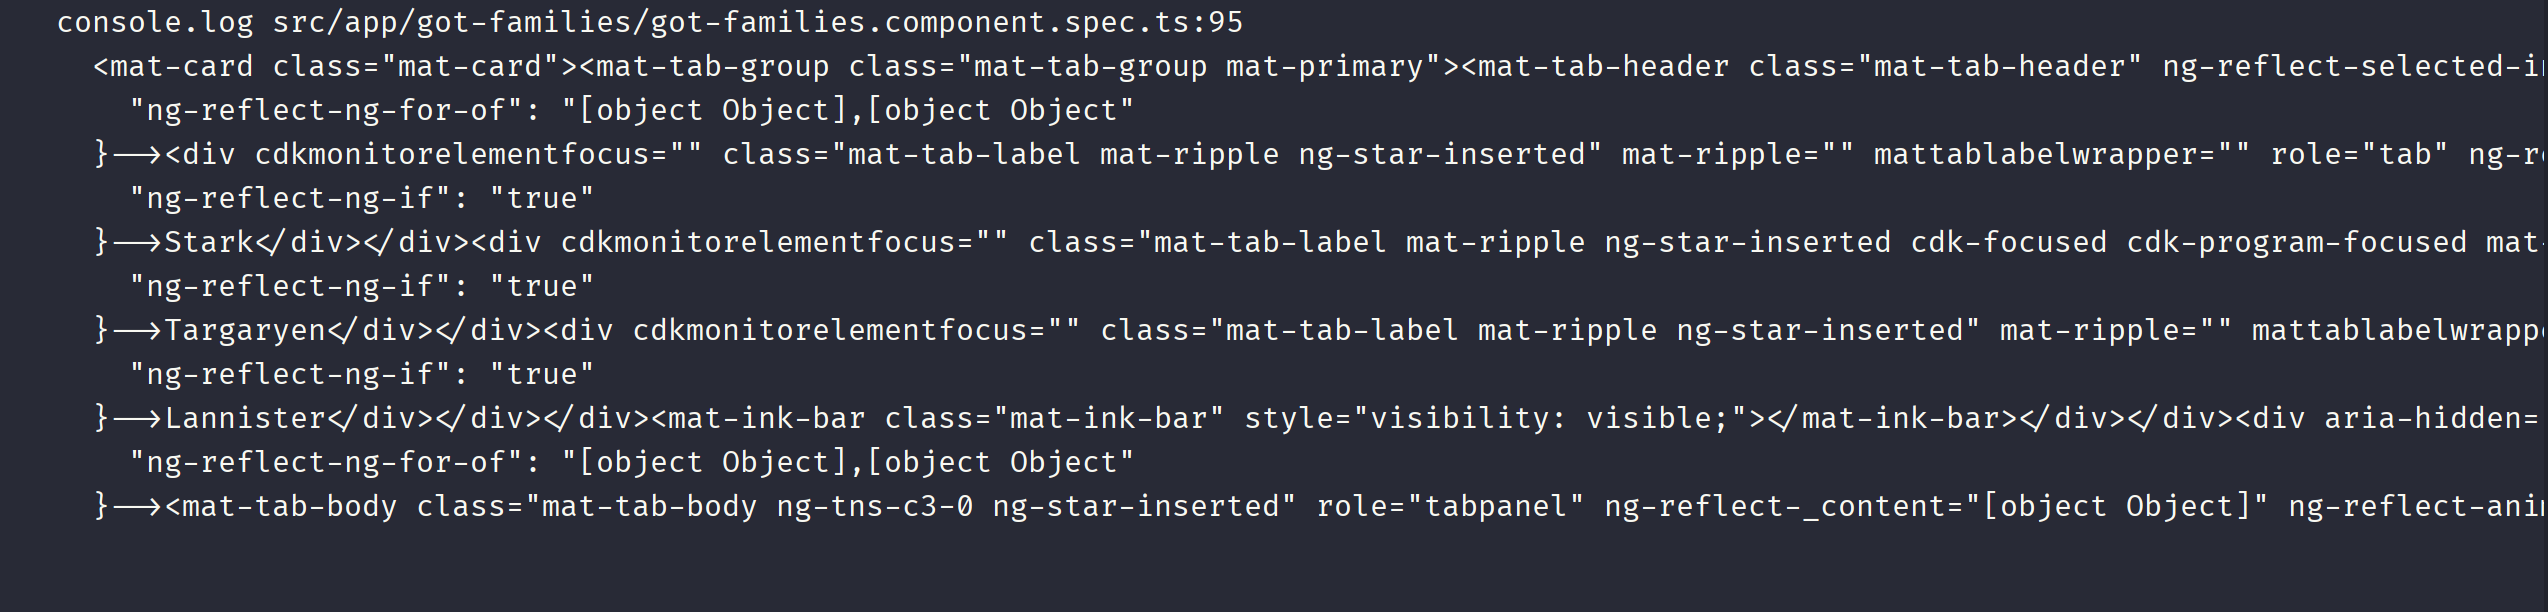 console.log src/app/got-families/got-families.component.spec.ts:95
<mat-card class="mat-card"><mat-tab-group class="mat-tab-group mat-primary"><mat-tab-header class="mat-tab-header" ng-reflect-selected-i
"ng-reflect-ng-for-of": "[object Object],[object Object"
}--><div cdkmonitorelementfocus="" class="mat-tab-label mat-ripple ng-star-inserted" mat-ripple="" mattablabelwrapper="" role="tab" ng-r
"ng-reflect-ng-if": "true"
}-->Stark</div></div><div cdkmonitorelementfocus="" class="mat-tab-label mat-ripple ng-star-inserted cdk-focused cdk-program-focused mat-
"ng-reflect-ng-if": "true"
}-->Targaryen</div></div><div cdkmonitorelementfocus="" class="mat-tab-label mat-ripple ng-star-inserted" mat-ripple="" mattablabelwrapp
"ng-reflect-ng-if": "true"
}-->Lannister</div></div></div><mat-ink-bar class="mat-ink-bar" style="visibility: visible;"></mat-ink-bar></div></div><div aria-hidden=
"ng-reflect-ng-for-of": "[object Object],[object Object"
}--><mat-tab-body class="mat-tab-body ng-tns-c3-0 ng-star-inserted" role="tabpanel" ng-reflect-_content="[object Object]" ng-reflect-ani